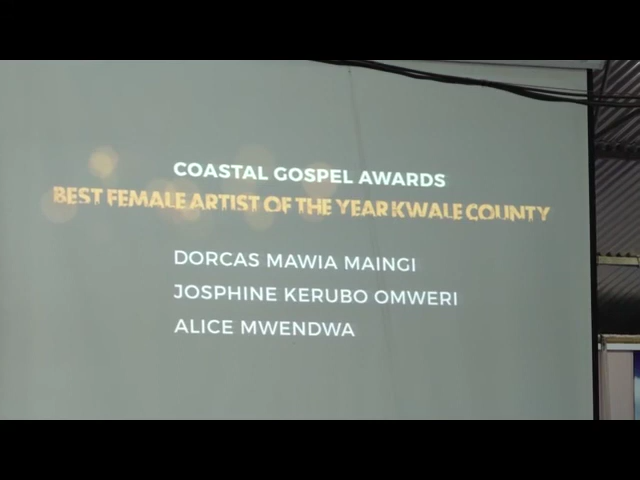 COASTAL GOSPEL AWARDS
BEST FEMALE ARTIST OF THE YEAR KWALE COUNTY
DORCAS MAWIA MAINGI
JOSPHINE KERUBO OMWERI
ALICE MWENDWA